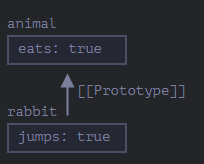 animal
eats: true
[[Prototype]]
rabbit
jumps: true